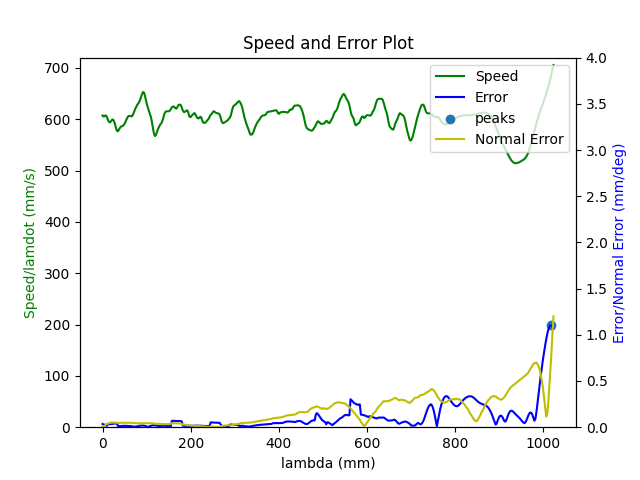 Speed and Error Plot
700
600
500
400
300
200
100
0
Speed/lamdot (mm/s)
4.0
3.5
3.0
2.5
2.0
1.5
1.0
0.5
0.0
Error/Normal Error (mm/deg)
Speed
Error
peaks
Normal Error
0 200 400 600 800 1000
lambda (mm)